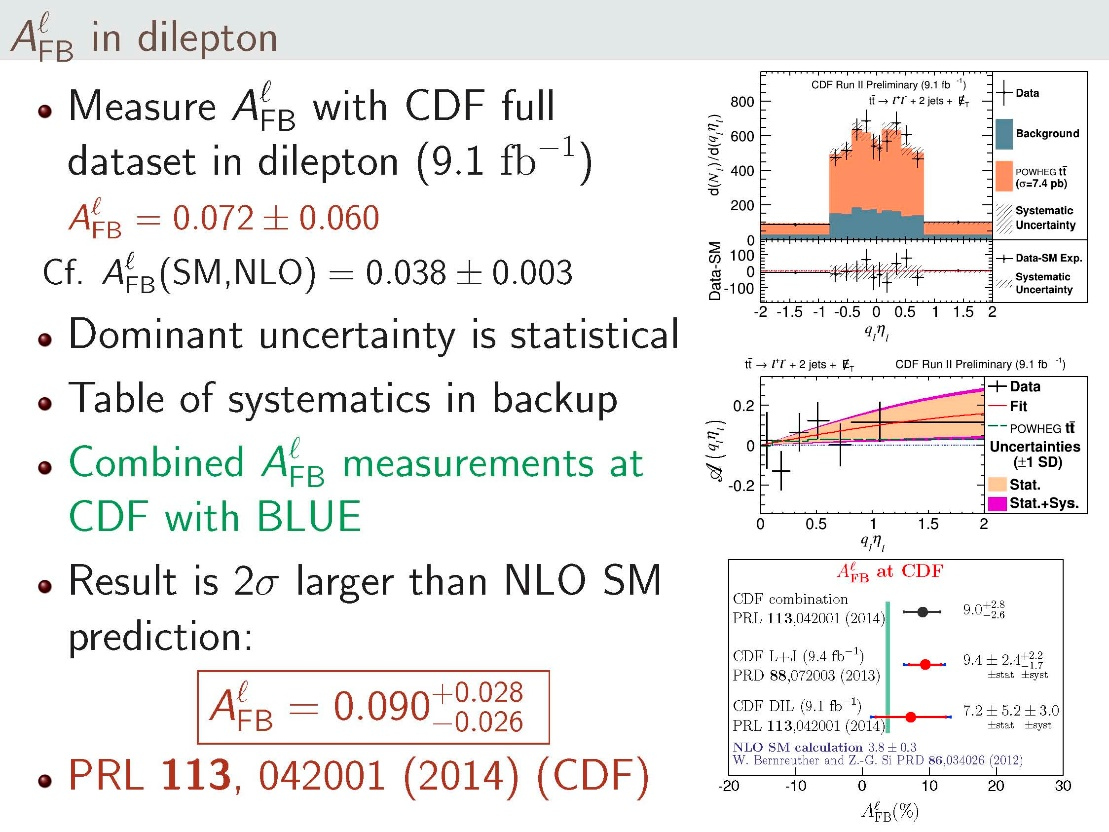 A^ℓ_FB in dilepton
Measure A^ℓ_FB with CDF full
dataset in dilepton (9.1 fb⁻¹)
A^ℓ_FB = 0.072 ± 0.060
Cf. A^ℓ_FB(SM,NLO) = 0.038 ± 0.003
Dominant uncertainty is statistical
Table of systematics in backup
Combined A^ℓ_FB measurements at
CDF with BLUE
Result is 2σ larger than NLO SM
prediction:
A^ℓ_FB = 0.090^{+0.028}_{−0.026}
PRL 113, 042001 (2014) (CDF)
CDF Run II Preliminary (9.1 fb⁻¹)
tt̄ → l⁺l⁻ + 2 jets + E̸_T
d(N_l)/d(q_l η_l)
800
600
400
200
0
Data
Background
POWHEG tt̄
(σ=7.4 pb)
Systematic
Uncertainty
Data-SM
100
0
-100
Data-SM Exp.
Systematic
Uncertainty
-2 -1.5 -1 -0.5 0 0.5 1 1.5 2
q_l η_l
tt̄ → l⁺l⁻ + 2 jets + E̸_T CDF Run II Preliminary (9.1 fb⁻¹)
𝒜 (q_l η_l)
0.2
0
-0.2
Data
Fit
POWHEG tt̄
Uncertainties
(±1 SD)
Stat.
Stat.+Sys.
0 0.5 1 1.5 2
q_l η_l
A^ℓ_FB at CDF
CDF combination
PRL 113,042001 (2014)
9.0^{+2.8}_{−2.6}
CDF L+J (9.4 fb⁻¹)
PRD 88,072003 (2013)
9.4 ± 2.4^{+2.2}_{−1.7}
±stat ±syst
CDF DIL (9.1 fb⁻¹)
PRL 113,042001 (2014)
7.2 ± 5.2 ± 3.0
±stat ±syst
NLO SM calculation 3.8 ± 0.3
W. Bernreuther and Z.-G. Si PRD 86,034026 (2012)
-20 -10 0 10 20 30
A^ℓ_FB(%)